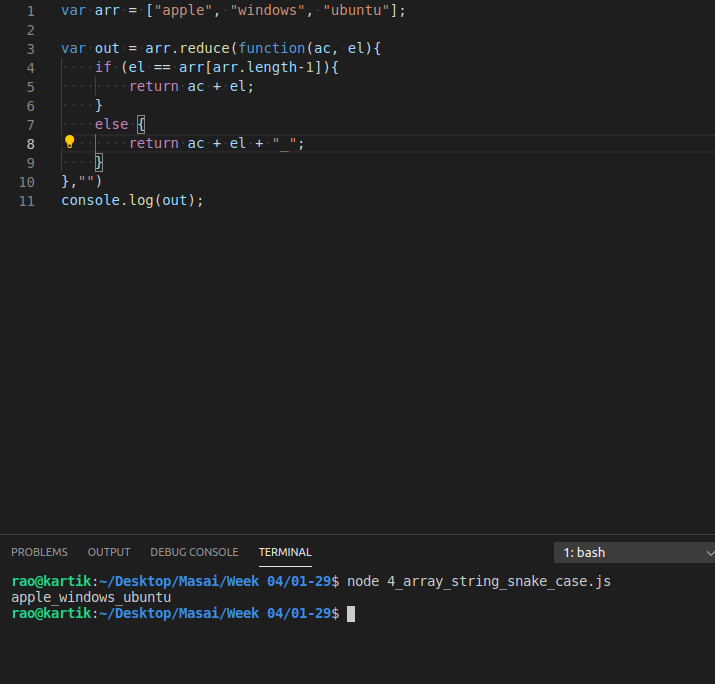 1 var arr = ["apple", "windows", "ubuntu"];
2
3 var out = arr.reduce(function(ac, el){
4     if (el == arr[arr.length-1]){
5         return ac + el;
6     }
7     else {
8         return ac + el + "_";
9     }
10 },"")
11 console.log(out);
PROBLEMS OUTPUT DEBUG CONSOLE TERMINAL 1: bash
rao@kartik:~/Desktop/Masai/Week 04/01-29$ node 4_array_string_snake_case.js
apple_windows_ubuntu
rao@kartik:~/Desktop/Masai/Week 04/01-29$